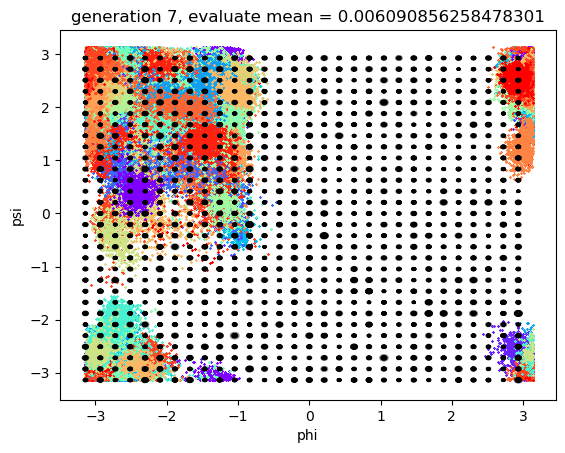 generation 7, evaluate mean = 0.006090856258478301
3
2
1
0
−1
−2
−3
psi
−3 −2 −1 0 1 2 3
phi